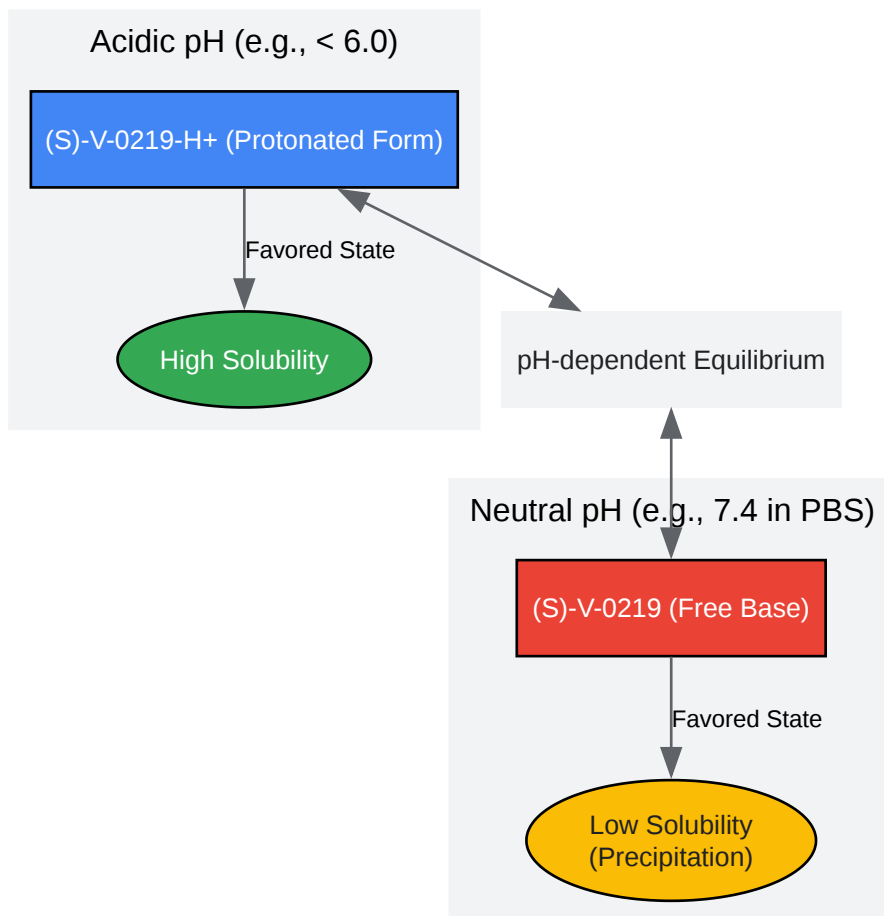 Acidic pH (e.g., < 6.0)
(S)-V-0219-H+ (Protonated Form)
Favored State
High Solubility
pH-dependent Equilibrium
Neutral pH (e.g., 7.4 in PBS)
(S)-V-0219 (Free Base)
Favored State
Low Solubility
(Precipitation)